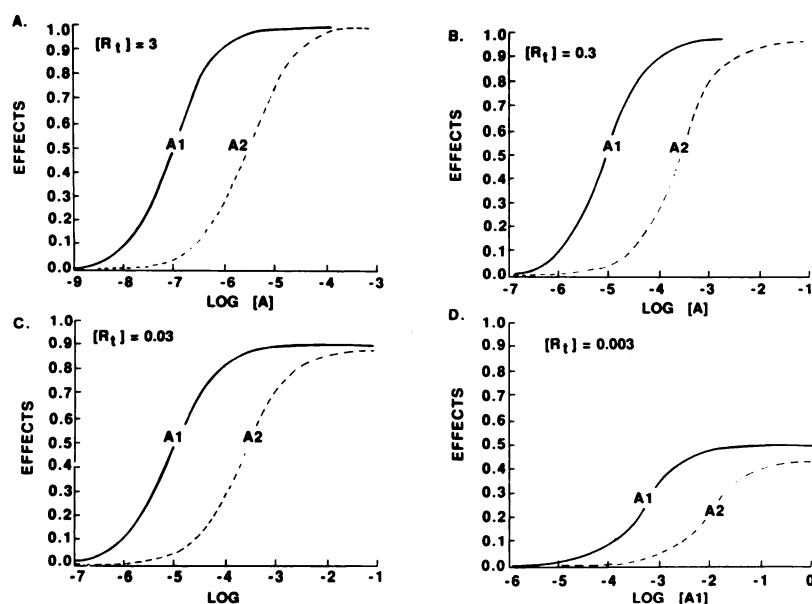 A.
[Rt] = 3
EFFECTS
1.0
0.9
0.8
0.7
0.6
0.5
0.4
0.3
0.2
0.1
0.0
A1
A2
-9 -8 -7 -6 -5 -4 -3
LOG [A]
B.
[Rt] = 0.3
EFFECTS
1.0
0.9
0.8
0.7
0.6
0.5
0.4
0.3
0.2
0.1
0.0
A1
A2
-7 -6 -5 -4 -3 -2 -1
LOG [A]
C.
[Rt] = 0.03
EFFECTS
1.0
0.9
0.8
0.7
0.6
0.5
0.4
0.3
0.2
0.1
0.0
A1
A2
-7 -6 -5 -4 -3 -2 -1
LOG
D.
[Rt] = 0.003
EFFECTS
1.0
0.9
0.8
0.7
0.6
0.5
0.4
0.3
0.2
0.1
0.0
A1
A2
-6 -5 -4 -3 -2 -1 0
LOG [A1]